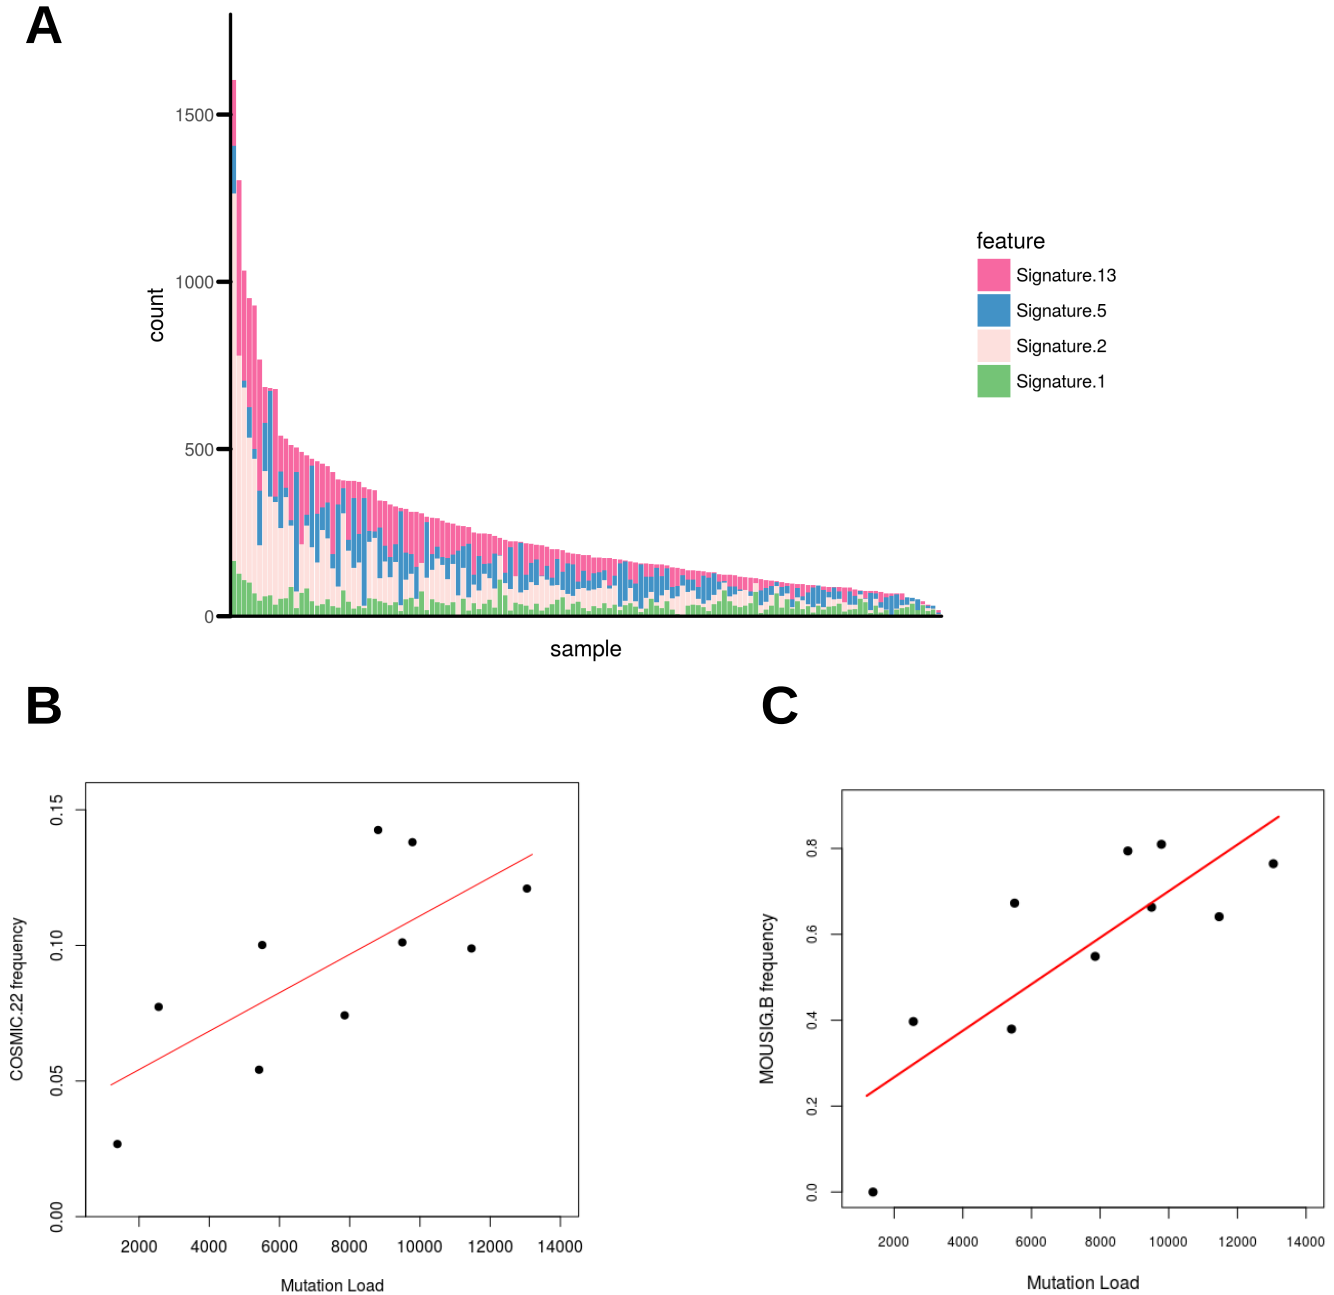 A
1500
1000
500
0
count
sample
feature
Signature.13
Signature.5
Signature.2
Signature.1
B
0.15
0.10
0.05
0.00
COSMIC.22 frequency
2000 4000 6000 8000 10000 12000 14000
Mutation Load
C
0.8
0.6
0.4
0.2
0.0
MOUSIG.B frequency
2000 4000 6000 8000 10000 12000 14000
Mutation Load